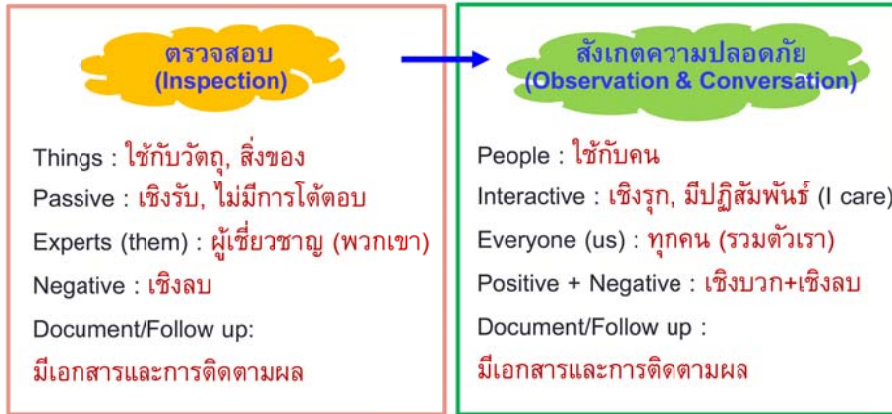 ตรวจสอบ
(Inspection)
Things : ใช้กับวัตถุ, สิ่งของ
Passive : เชิงรับ, ไม่มีการโต้ตอบ
Experts (them) : ผู้เชี่ยวชาญ (พวกเขา)
Negative : เชิงลบ
Document/Follow up:
มีเอกสารและการติดตามผล
สังเกตความปลอดภัย
(Observation & Conversation)
People : ใช้กับคน
Interactive : เชิงรุก, มีปฏิสัมพันธ์ (I care)
Everyone (us) : ทุกคน (รวมตัวเรา)
Positive + Negative : เชิงบวก+เชิงลบ
Document/Follow up :
มีเอกสารและการติดตามผล